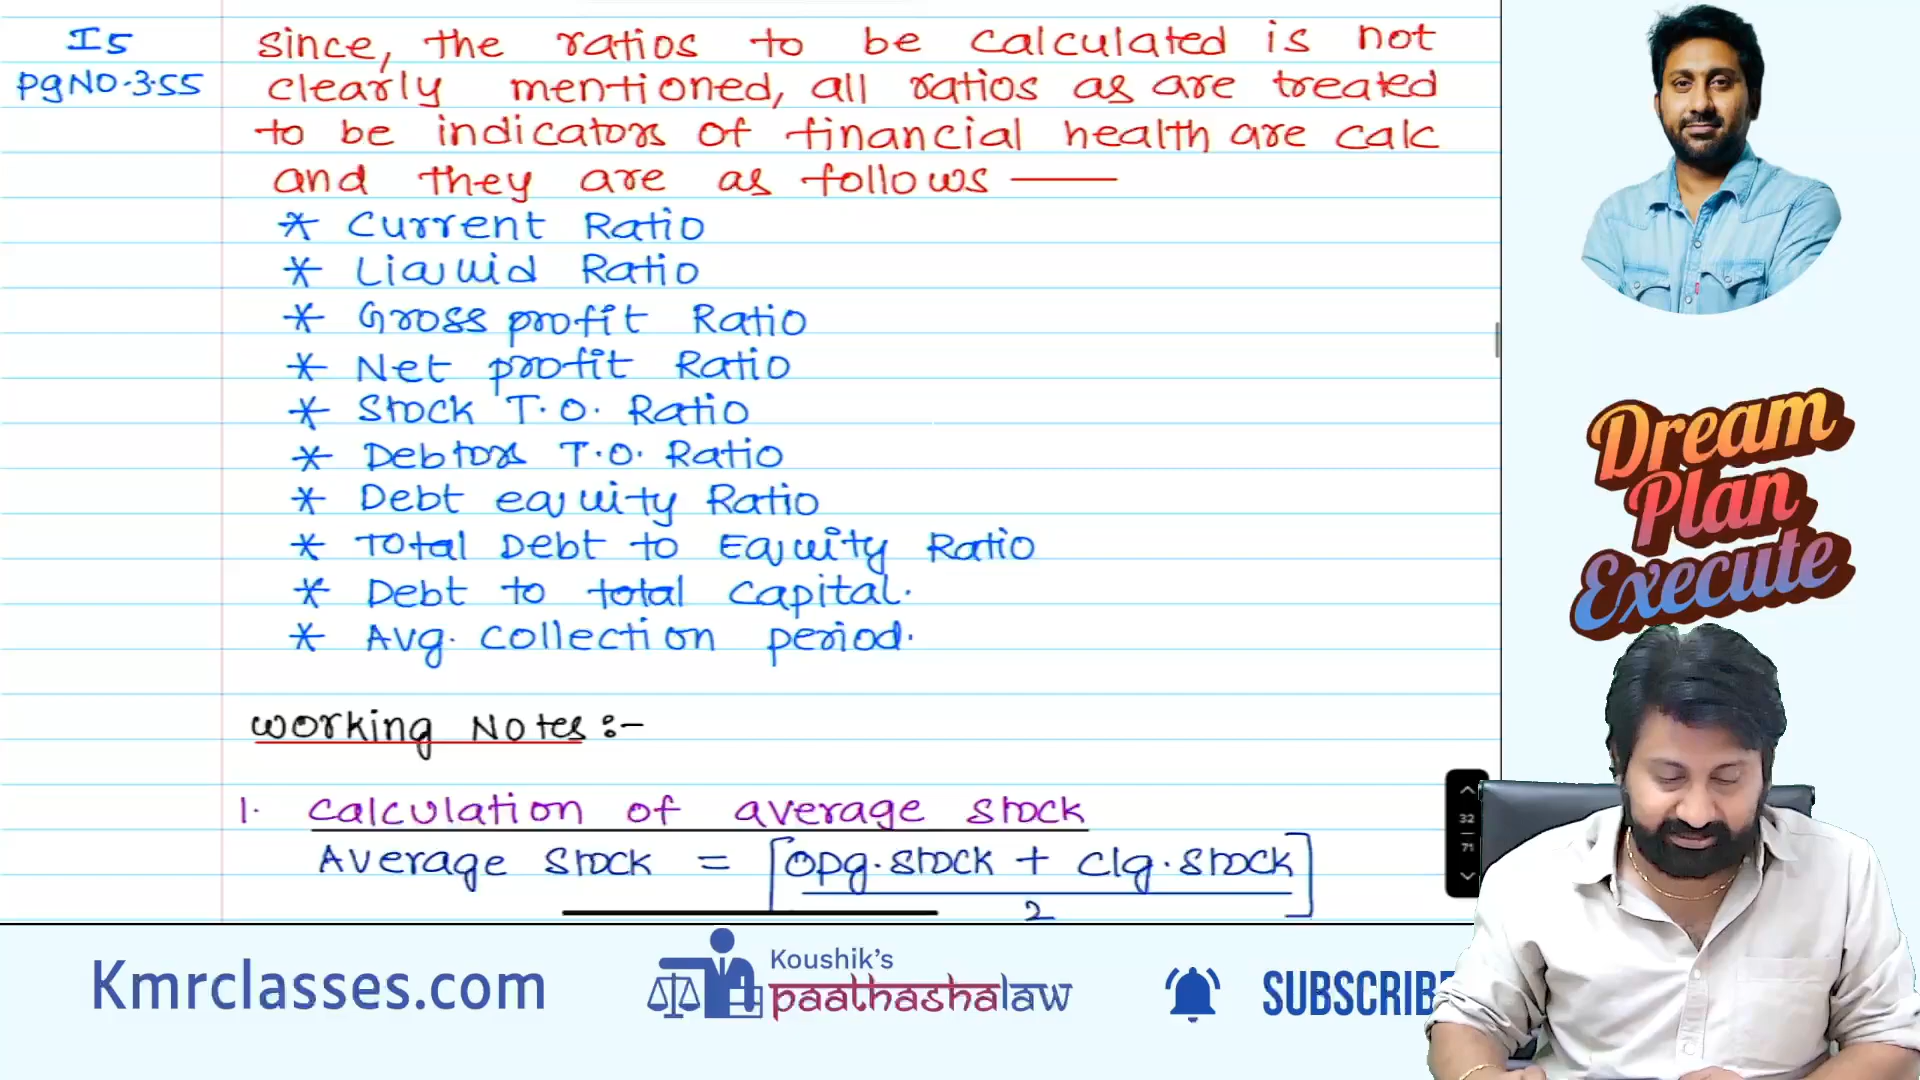 I5
PgNO.3.55
since, the ratios to be calculated is not
clearly mentioned, all ratios as are treated
to be indicators of financial health are calc
and they are as follows —
* Current Ratio
* Liquid Ratio
* Gross profit Ratio
* Net profit Ratio
* Stock T.O. Ratio
* Debtors T.O. Ratio
* Debt equity Ratio
* Total Debt to Equity Ratio
* Debt to total capital.
* Avg. collection period.
Working Notes:-
1. Calculation of average stock
Average stock = [opg.stock + clg.stock]
2
Dream
Plan
Execute
32
71
Kmrclasses.com
Koushik's
paathashalaw
SUBSCRIBE